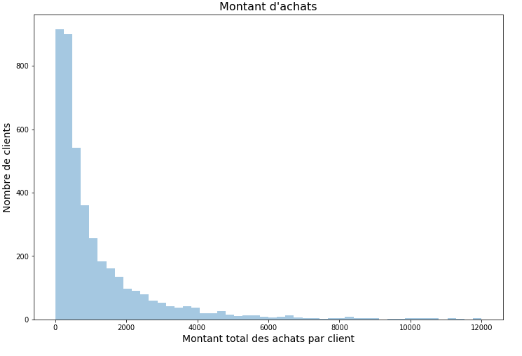 Montant d'achats
Nombre de clients
800
600
400
200
0
0 2000 4000 6000 8000 10000 12000
Montant total des achats par client